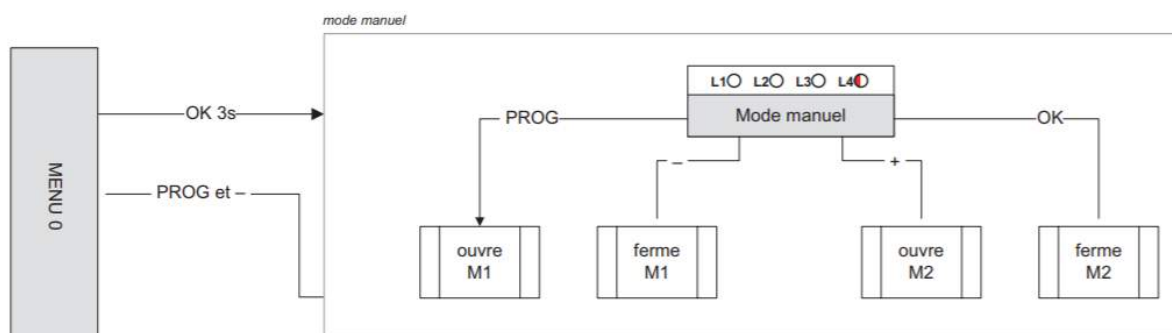 mode manuel
L1 L2 L3 L4
Mode manuel
OK 3s
PROG
OK
– +
MENU 0
PROG et –
ouvre
M1
ferme
M1
ouvre
M2
ferme
M2